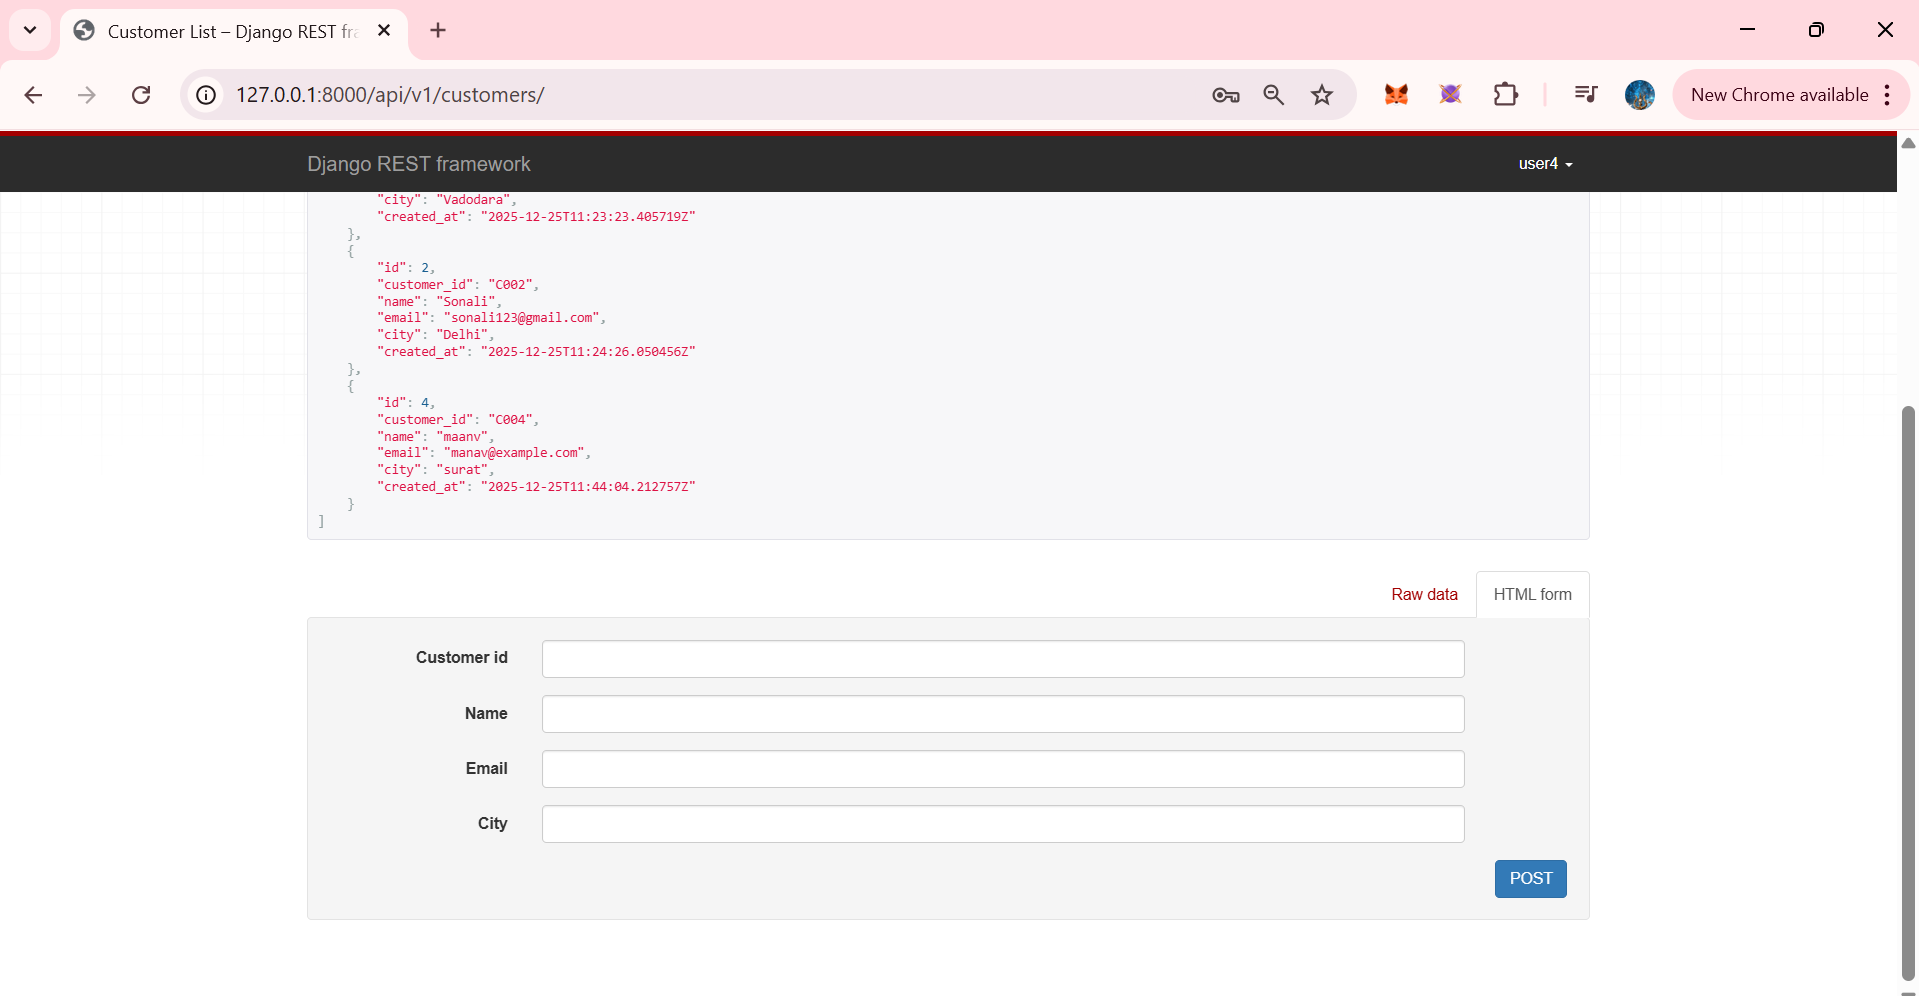 Customer List – Django REST fra
127.0.0.1:8000/api/v1/customers/
New Chrome available
Django REST framework
user4
"city": "Vadodara",
"created_at": "2025-12-25T11:23:23.405719Z"
},
{
"id": 2,
"customer_id": "C002",
"name": "Sonali",
"email": "sonali123@gmail.com",
"city": "Delhi",
"created_at": "2025-12-25T11:24:26.050456Z"
},
{
"id": 4,
"customer_id": "C004",
"name": "maanv",
"email": "manav@example.com",
"city": "surat",
"created_at": "2025-12-25T11:44:04.212757Z"
}
]
Raw data
HTML form
Customer id
Name
Email
City
POST